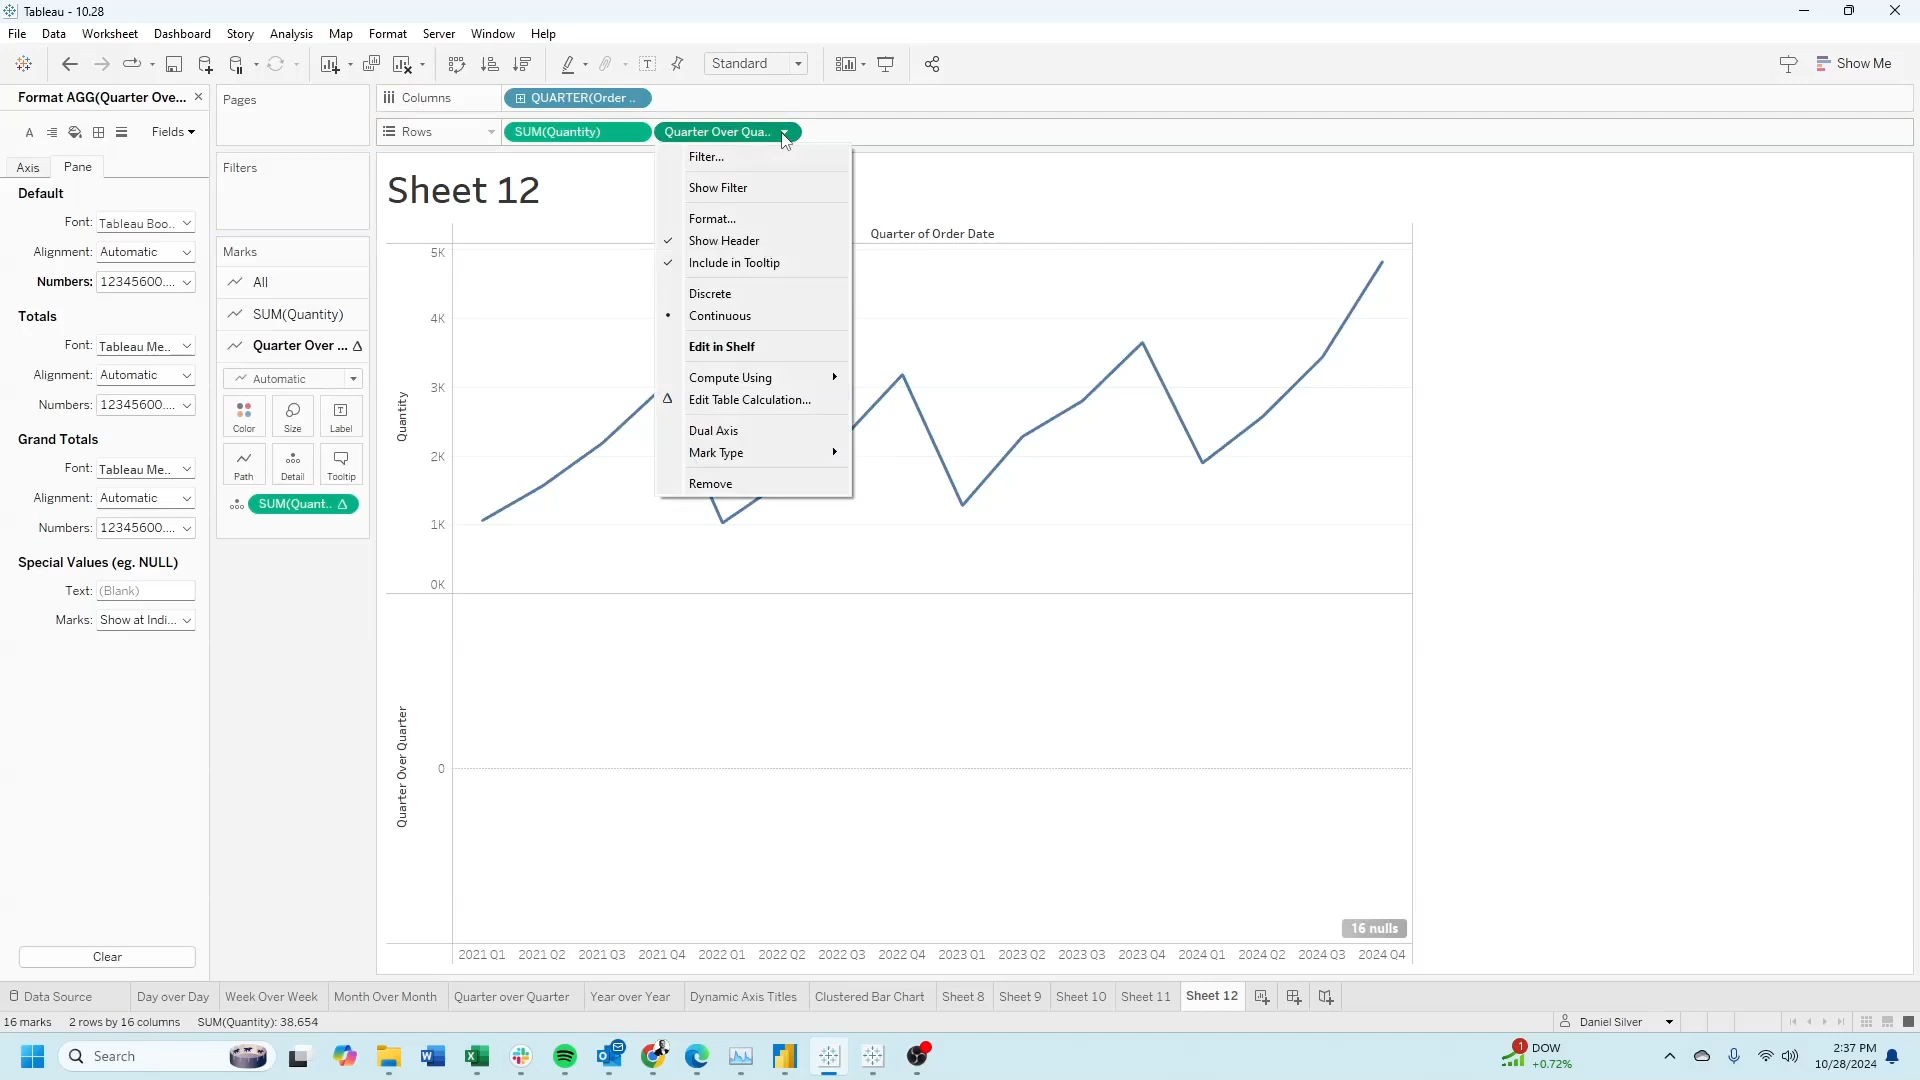 Tableau - 10.28
File Data Worksheet Dashboard Story Analysis Map Format Server Window Help
Standard
Show Me
Format AGG(Quarter Ove...
Fields
Axis
Pane
Default
Font: Tableau Boo..
Alignment: Automatic
Numbers: 12345600....
Totals
Font: Tableau Me..
Alignment: Automatic
Numbers: 12345600....
Grand Totals
Font: Tableau Me..
Alignment: Automatic
Numbers: 12345600....
Special Values (eg. NULL)
Text: (Blank)
Marks: Show at Indi...
Clear
Pages
Filters
Marks
All
SUM(Quantity)
Quarter Over ...
Automatic
Color
Size
Label
Path
Detail
Tooltip
SUM(Quant..
Columns
QUARTER(Order ..
Rows
SUM(Quantity)
Quarter Over Qua..
Filter...
Show Filter
Format...
Show Header
Include in Tooltip
Discrete
Continuous
Edit in Shelf
Compute Using
Edit Table Calculation...
Dual Axis
Mark Type
Remove
Sheet 12
Quarter of Order Date
5K
4K
3K
2K
1K
0K
Quantity
Quarter Over Quarter
0
16 nulls
2021 Q1 2021 Q2 2021 Q3 2021 Q4 2022 Q1 2022 Q2 2022 Q3 2022 Q4 2023 Q1 2023 Q2 2023 Q3 2023 Q4 2024 Q1 2024 Q2 2024 Q3 2024 Q4
Data Source Day over Day Week Over Week Month Over Month Quarter over Quarter Year over Year Dynamic Axis Titles Clustered Bar Chart Sheet 8 Sheet 9 Sheet 10 Sheet 11 Sheet 12
16 marks 2 rows by 16 columns SUM(Quantity): 38,654
Daniel Silver
Search
1
DOW
+0.72%
2:37 PM
10/28/2024